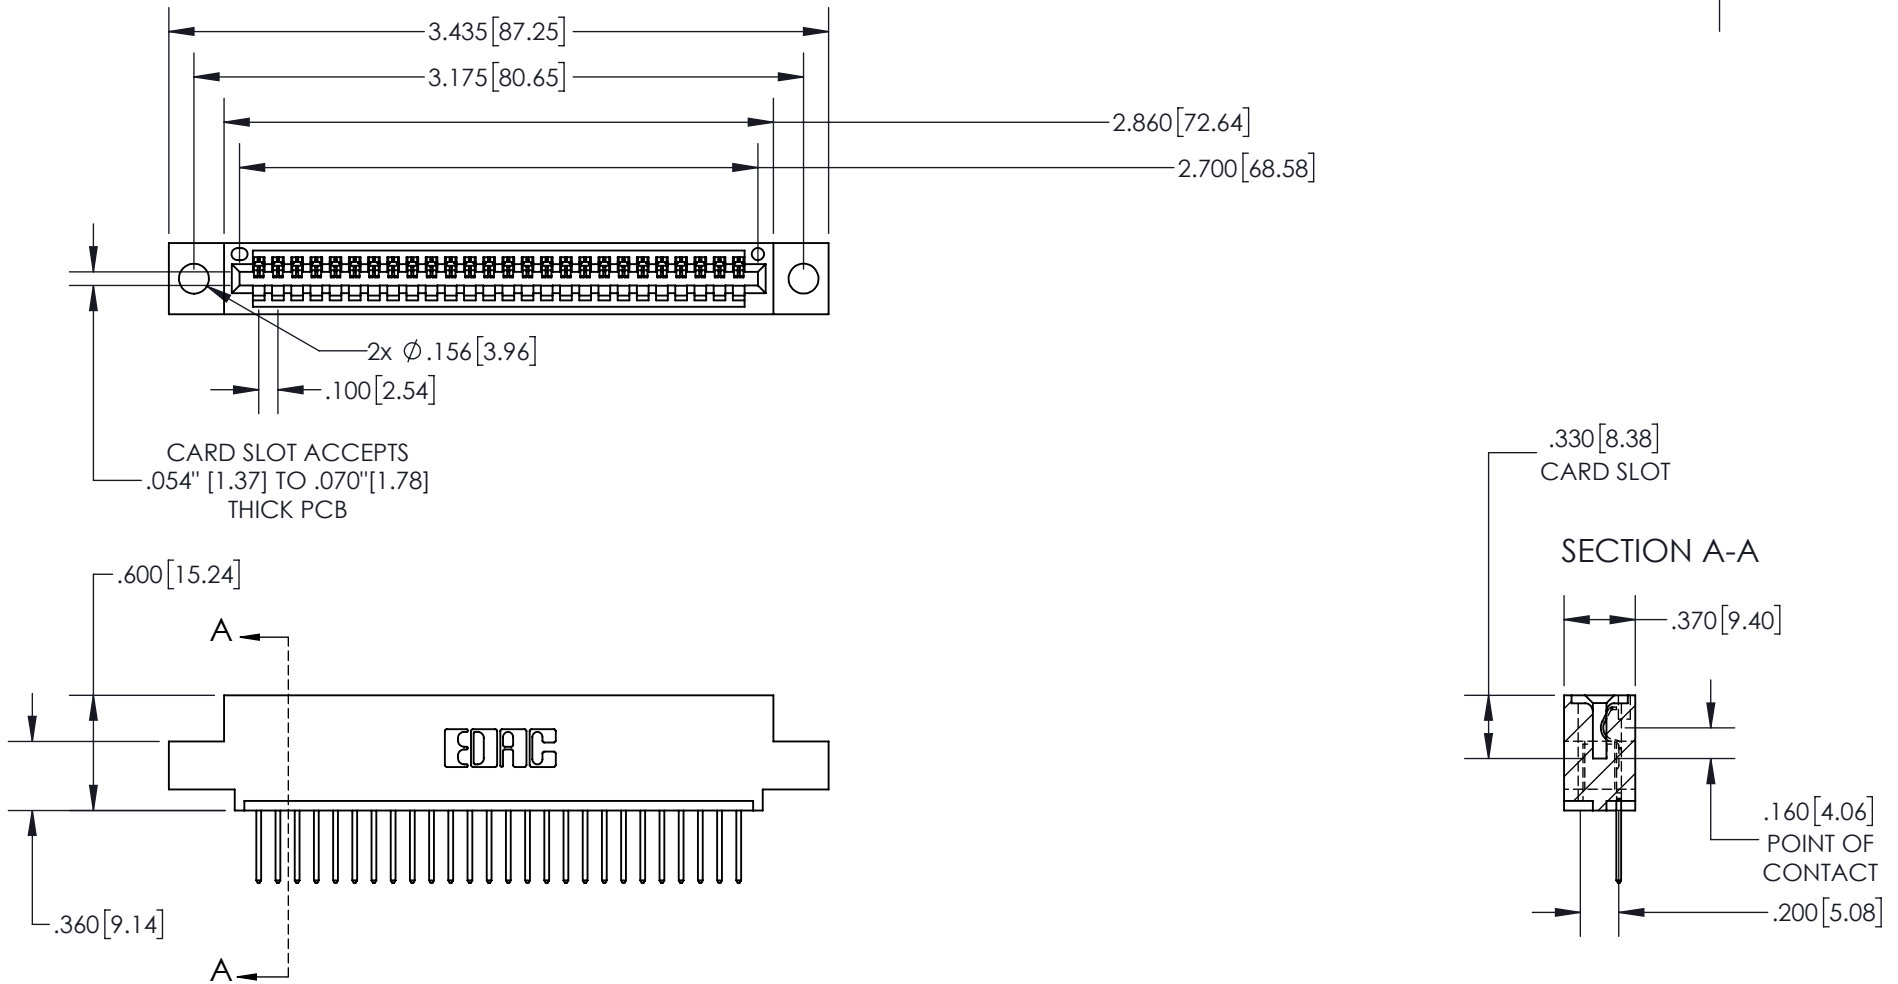 3.435[87.25]
3.175[80.65]
2.860[72.64]
2.700[68.58]
2x Ø.156[3.96]
.100[2.54]
CARD SLOT ACCEPTS
.054" [1.37] TO .070"[1.78]
THICK PCB
.330[8.38]
CARD SLOT
SECTION A-A
.600[15.24]
.370[9.40]
A
EDAC
.160[4.06]
POINT OF
CONTACT
.360[9.14]
.200[5.08]
A